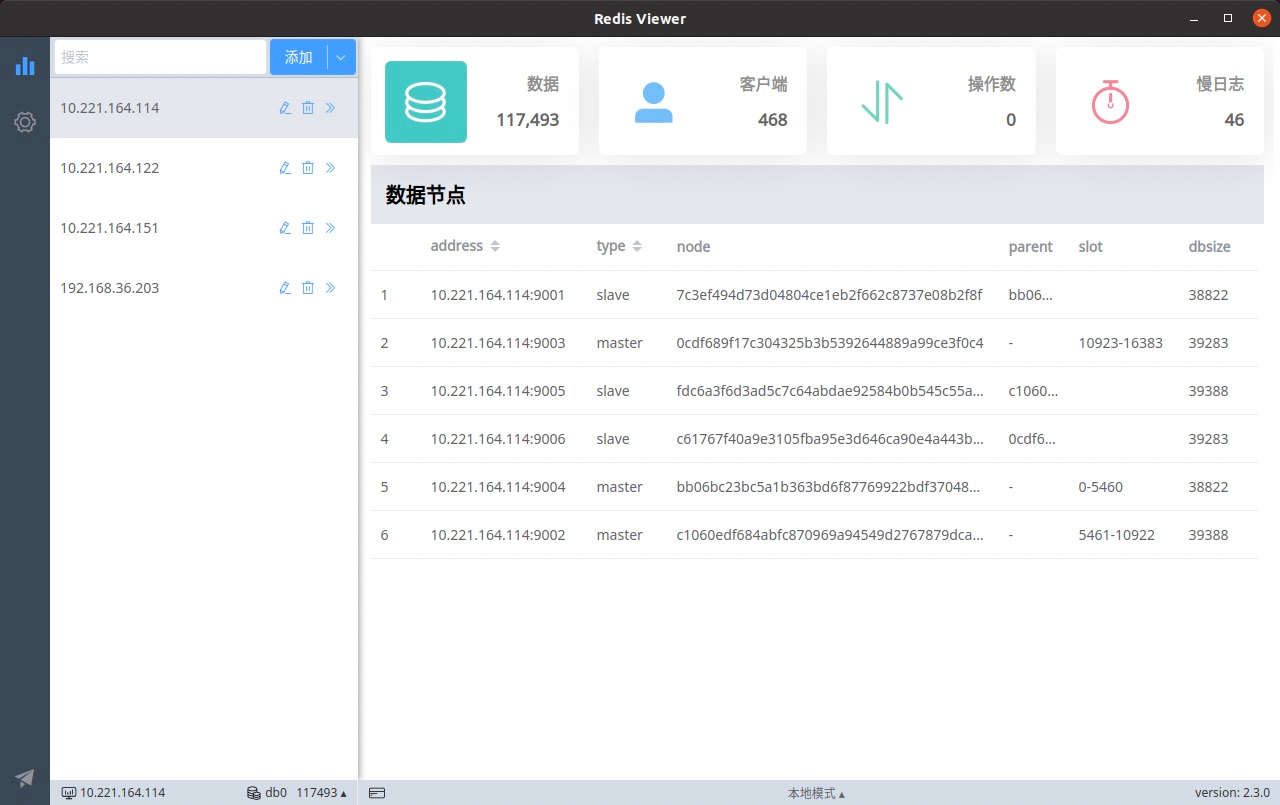 Redis Viewer
搜索
添加
10.221.164.114
10.221.164.122
10.221.164.151
192.168.36.203
数据
117,493
客户端
468
操作数
0
慢日志
46
数据节点
address type node parent slot dbsize
1 10.221.164.114:9001 slave 7c3ef494d73d04804ce1eb2f662c8737e08b2f8f bb06... 38822
2 10.221.164.114:9003 master 0cdf689f17c304325b3b5392644889a99ce3f0c4 - 10923-16383 39283
3 10.221.164.114:9005 slave fdc6a3f6d3ad5c7c64abdae92584b0b545c55a... c1060... 39388
4 10.221.164.114:9006 slave c61767f40a9e3105fba95e3d646ca90e4a443b... 0cdf6... 39283
5 10.221.164.114:9004 master bb06bc23bc5a1b363bd6f87769922bdf37048... - 0-5460 38822
6 10.221.164.114:9002 master c1060edf684abfc870969a94549d2767879dca... - 5461-10922 39388
10.221.164.114 db0 117493 ▴ 本地模式 ▴ version: 2.3.0